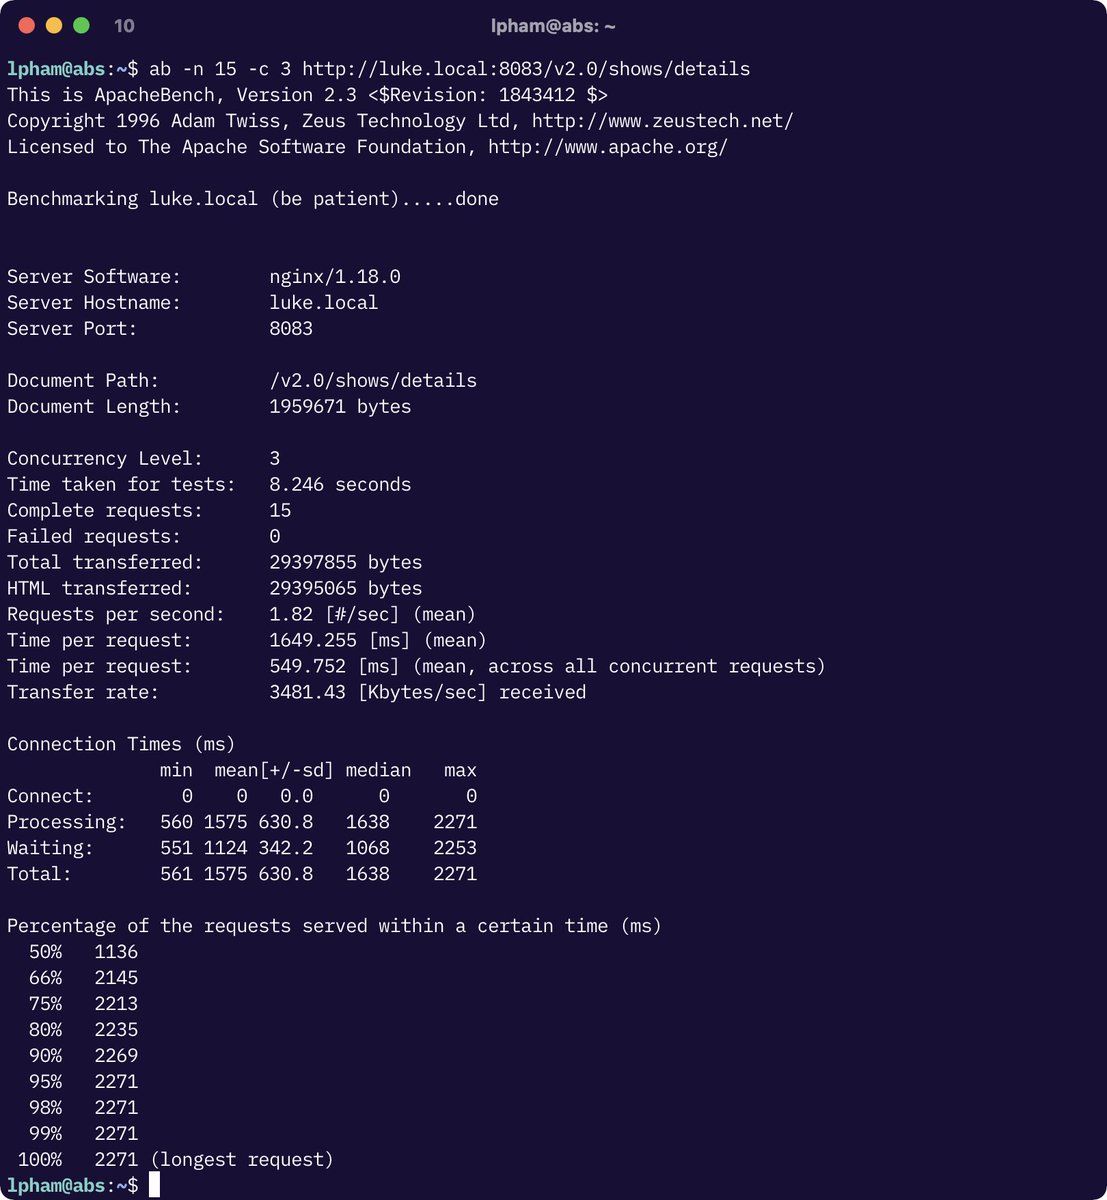 10 lpham@abs: ~
lpham@abs:~$ ab -n 15 -c 3 http://luke.local:8083/v2.0/shows/details
This is ApacheBench, Version 2.3 <$Revision: 1843412 $>
Copyright 1996 Adam Twiss, Zeus Technology Ltd, http://www.zeustech.net/
Licensed to The Apache Software Foundation, http://www.apache.org/
Benchmarking luke.local (be patient).....done
Server Software:        nginx/1.18.0
Server Hostname:        luke.local
Server Port:            8083
Document Path:          /v2.0/shows/details
Document Length:        1959671 bytes
Concurrency Level:      3
Time taken for tests:   8.246 seconds
Complete requests:      15
Failed requests:        0
Total transferred:      29397855 bytes
HTML transferred:       29395065 bytes
Requests per second:    1.82 [#/sec] (mean)
Time per request:       1649.255 [ms] (mean)
Time per request:       549.752 [ms] (mean, across all concurrent requests)
Transfer rate:          3481.43 [Kbytes/sec] received
Connection Times (ms)
              min  mean[+/-sd] median   max
Connect:        0    0   0.0      0       0
Processing:   560 1575 630.8   1638    2271
Waiting:      551 1124 342.2   1068    2253
Total:        561 1575 630.8   1638    2271
Percentage of the requests served within a certain time (ms)
  50%   1136
  66%   2145
  75%   2213
  80%   2235
  90%   2269
  95%   2271
  98%   2271
  99%   2271
 100%   2271 (longest request)
lpham@abs:~$